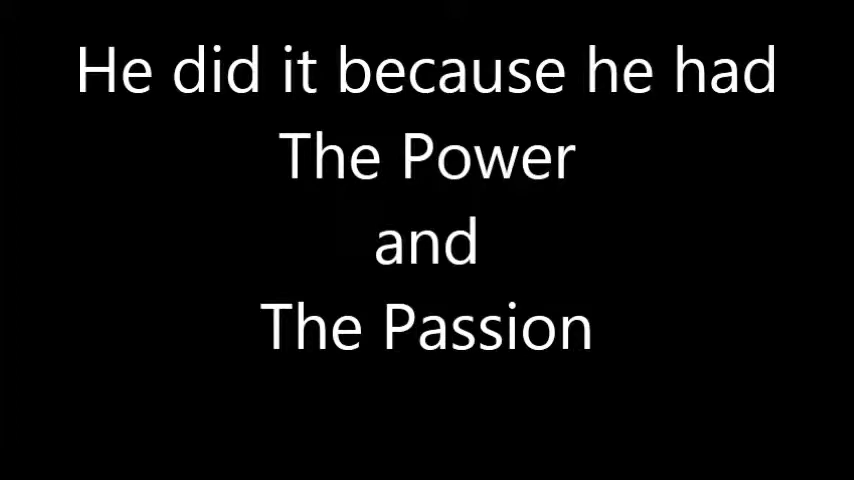 He did it because he had
The Power
and
The Passion